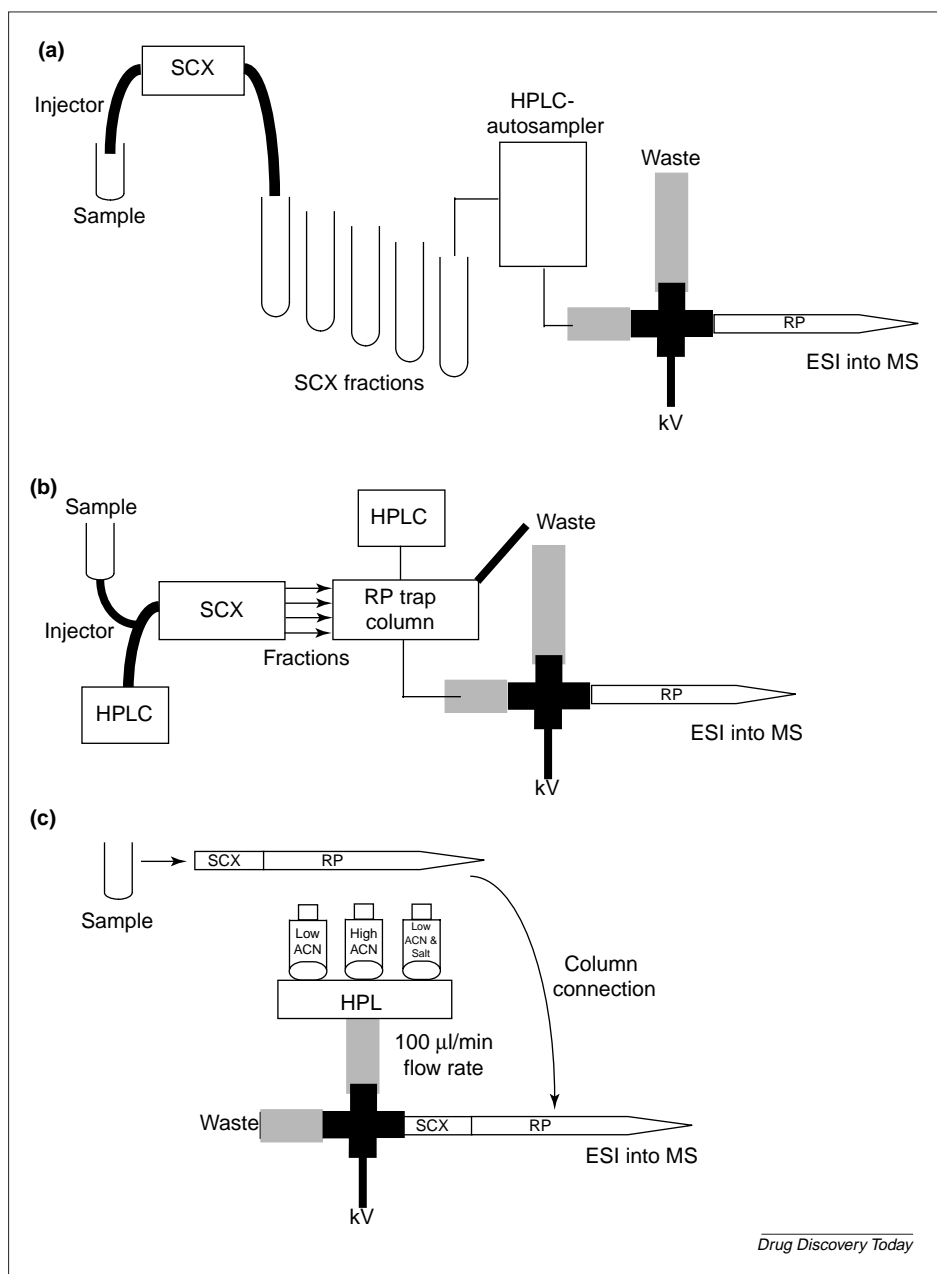 (a)
SCX
Injector
Sample
HPLC-
autosampler
Waste
RP
ESI into MS
SCX fractions
kV
(b)
Sample
HPLC
Waste
SCX
RP trap
column
Injector
Fractions
HPLC
RP
ESI into MS
kV
(c)
SCX
RP
Sample
Low
ACN
High
ACN
Low
ACN &
Salt
Column
connection
HPL
100 µl/min
flow rate
Waste
SCX
RP
ESI into MS
kV
Drug Discovery Today